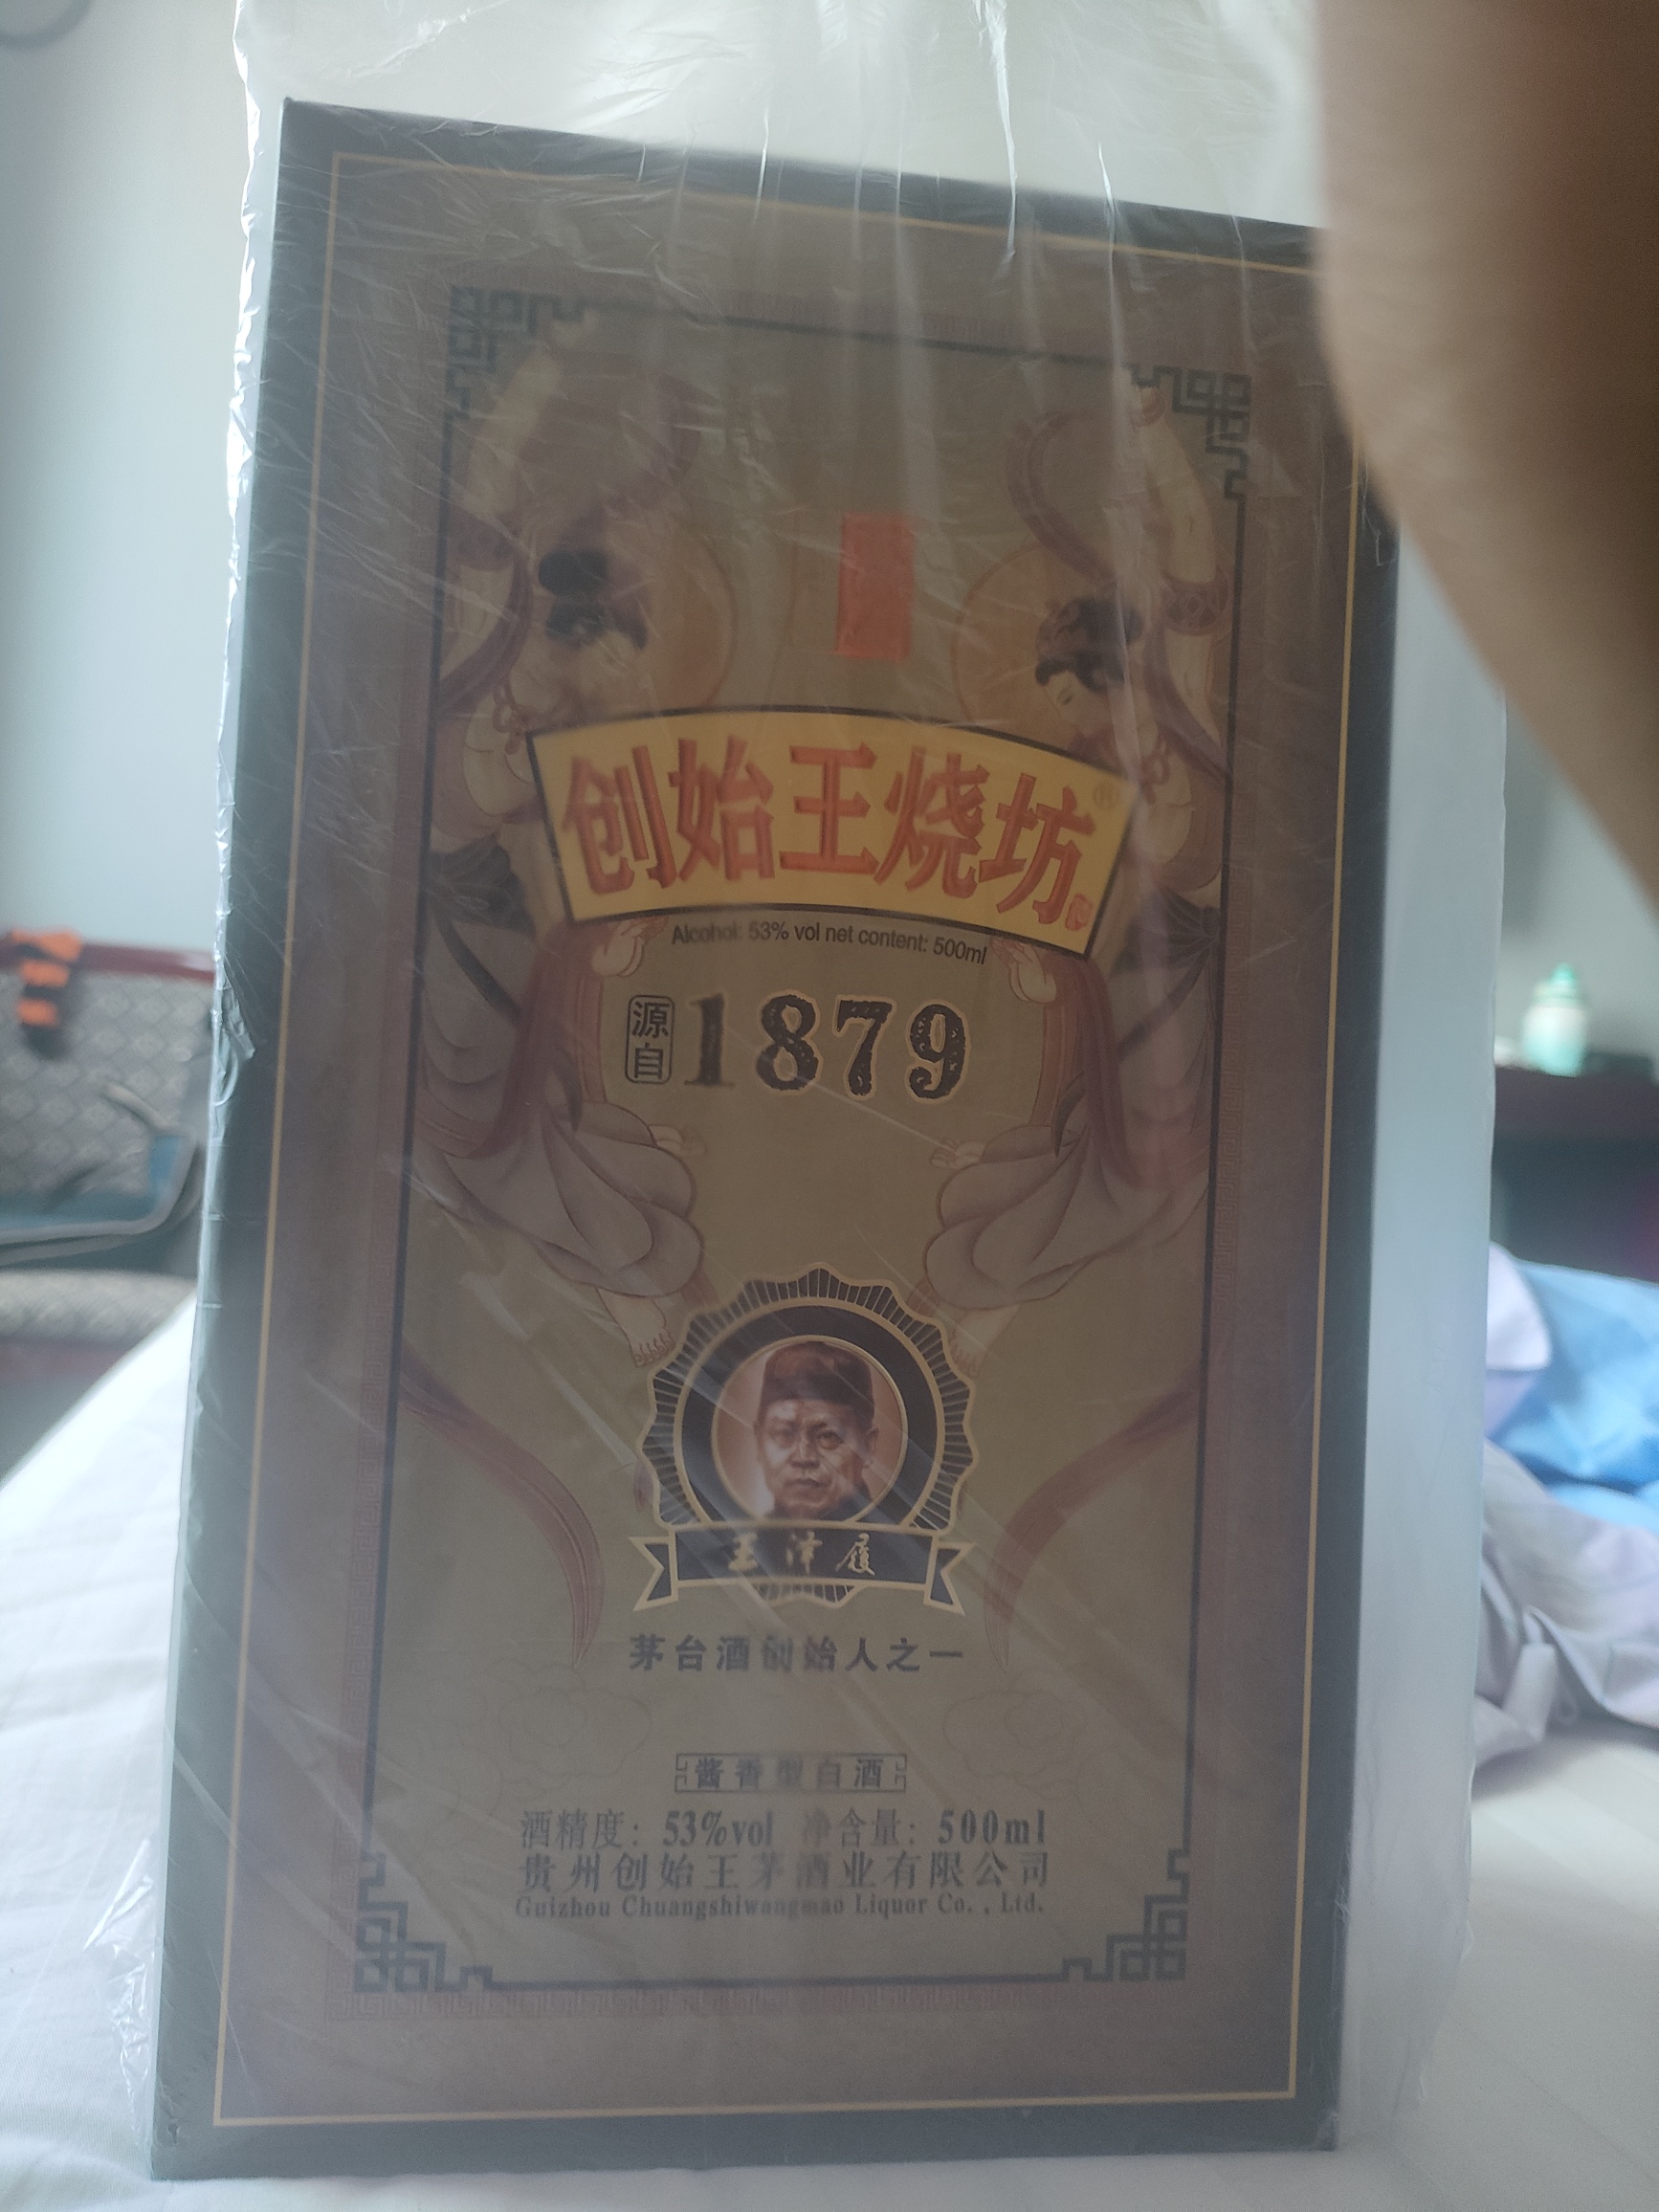 创始王烧坊®
Alcohol: 53% vol net content: 500ml
源自 1879
王泽履
茅台酒创始人之一
酱香型白酒
酒精度：53%vol 净含量：500ml
贵州创始王茅酒业有限公司
Guizhou Chuangshiwangmao Liquor Co. , Ltd.